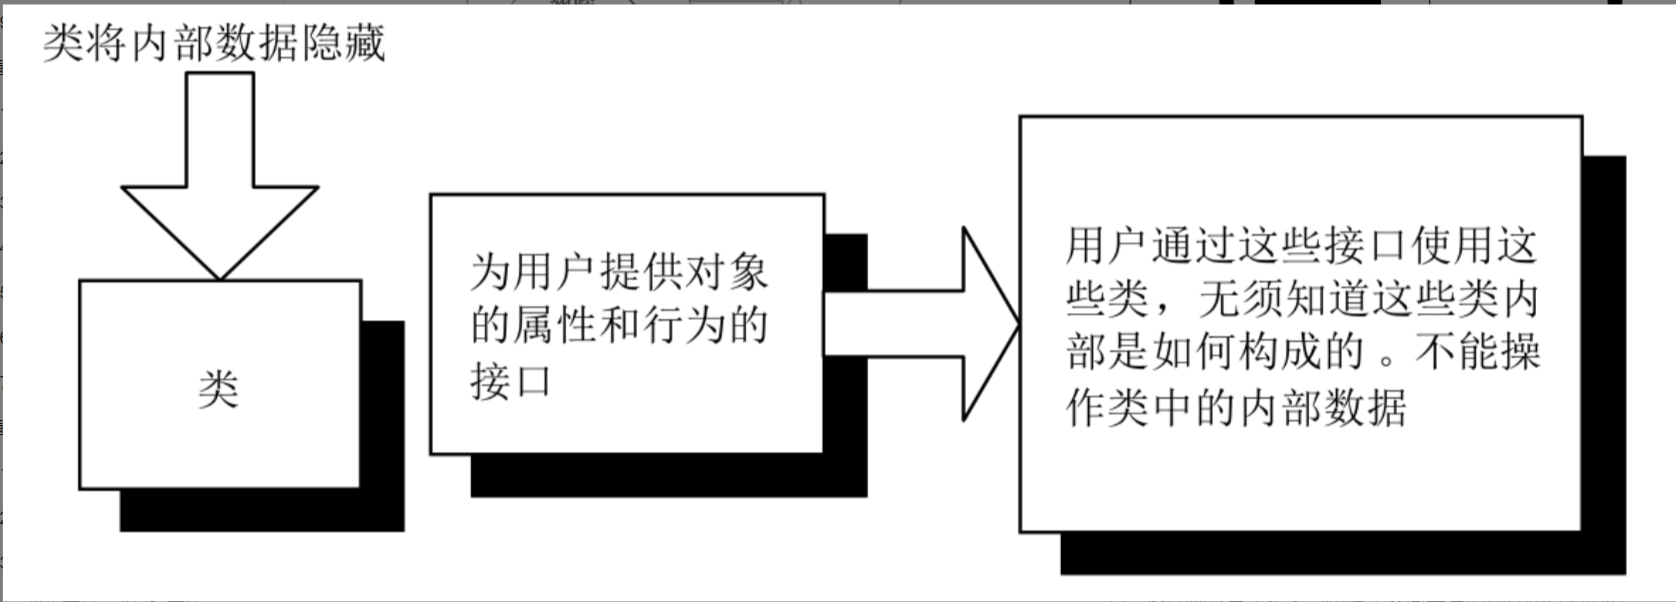 类将内部数据隐藏
类
为用户提供对象
的属性和行为的
接口
用户通过这些接口使用这
些类，无须知道这些类内
部是如何构成的。不能操
作类中的内部数据